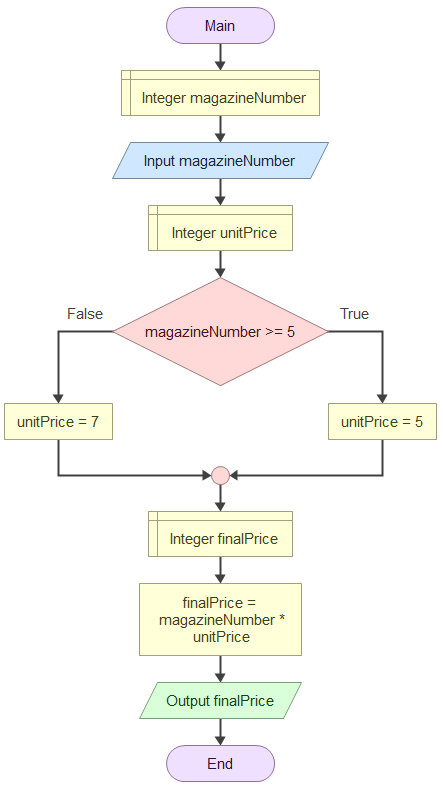 Main
Integer magazineNumber
Input magazineNumber
Integer unitPrice
False
True
magazineNumber >= 5
unitPrice = 7
unitPrice = 5
Integer finalPrice
finalPrice =
magazineNumber *
unitPrice
Output finalPrice
End